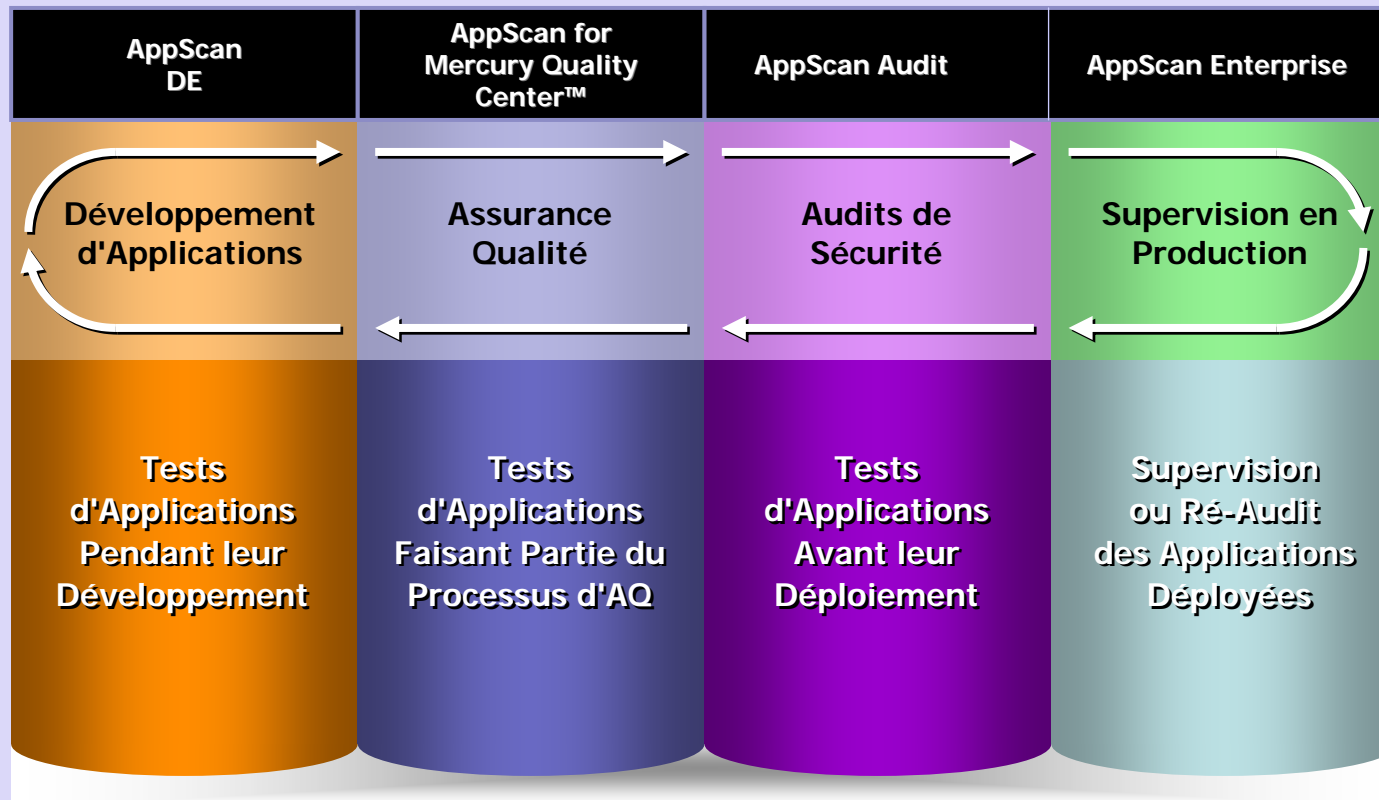 AppScan
DE
AppScan for
Mercury Quality
Center™
AppScan Audit
AppScan Enterprise
Développement
d'Applications
Assurance
Qualité
Audits de
Sécurité
Supervision en
Production
Tests
d'Applications
Pendant leur
Développement
Tests
d'Applications
Faisant Partie du
Processus d'AQ
Tests
d'Applications
Avant leur
Déploiement
Supervision
ou Ré-Audit
des Applications
Déployées